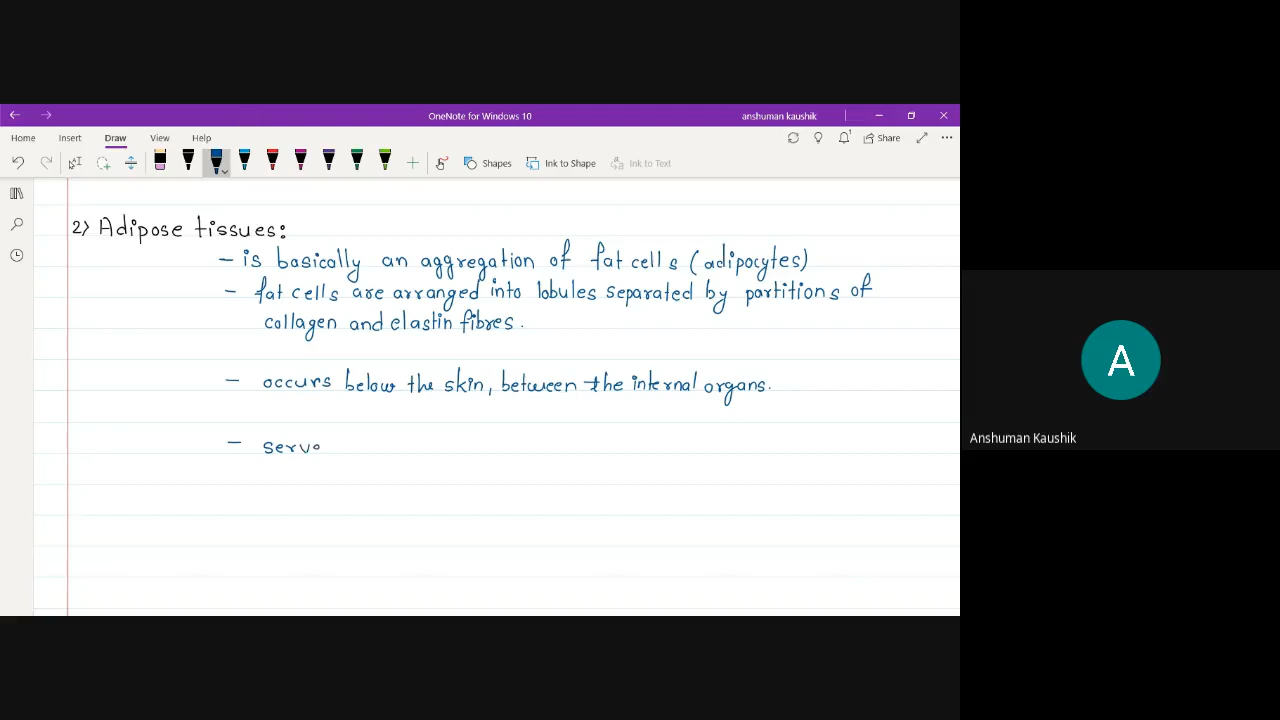 OneNote for Windows 10
anshuman kaushik
Home Insert Draw View Help
Share
Shapes Ink to Shape Ink to Text
2) Adipose tissues:
- is basically an aggregation of fat cells (adipocytes)
- fat cells are arranged into lobules separated by partitions of
collagen and elastin fibres.
- occurs below the skin, between the internal organs.
-
A
Anshuman Kaushik